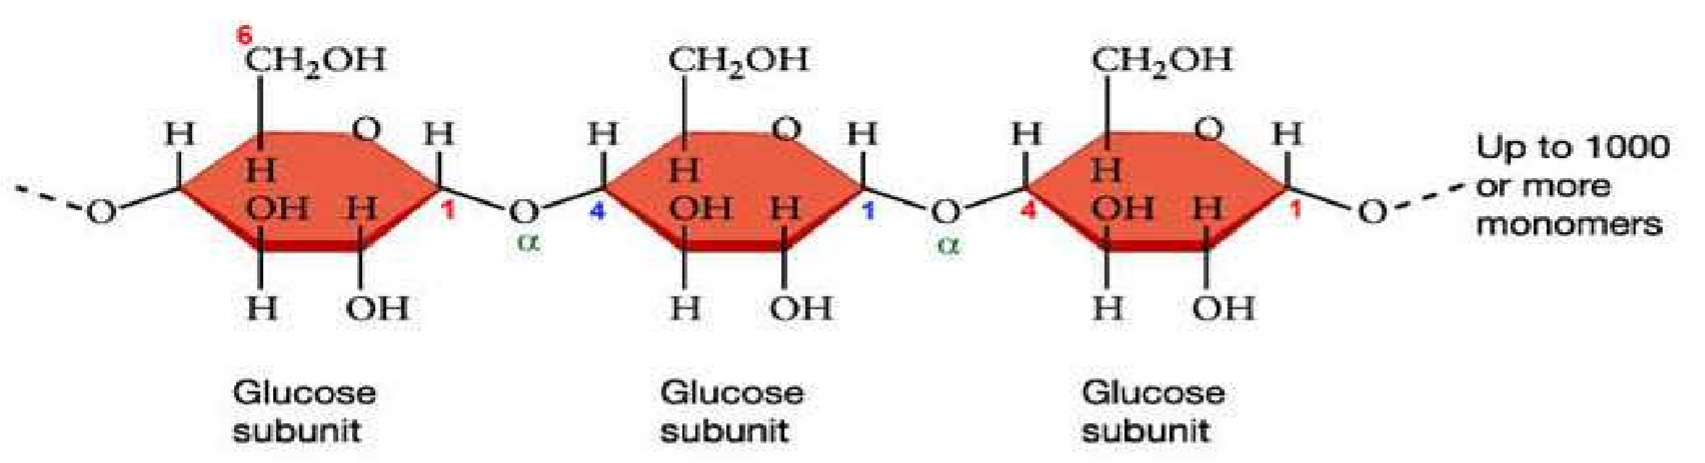 6
CH₂OH CH₂OH CH₂OH
H O H H O H H O H
H H H
O OH H 1 O 4 OH H 1 O 4 OH H 1 O
α α
H OH H OH H OH
Up to 1000
or more
monomers
Glucose
subunit
Glucose
subunit
Glucose
subunit